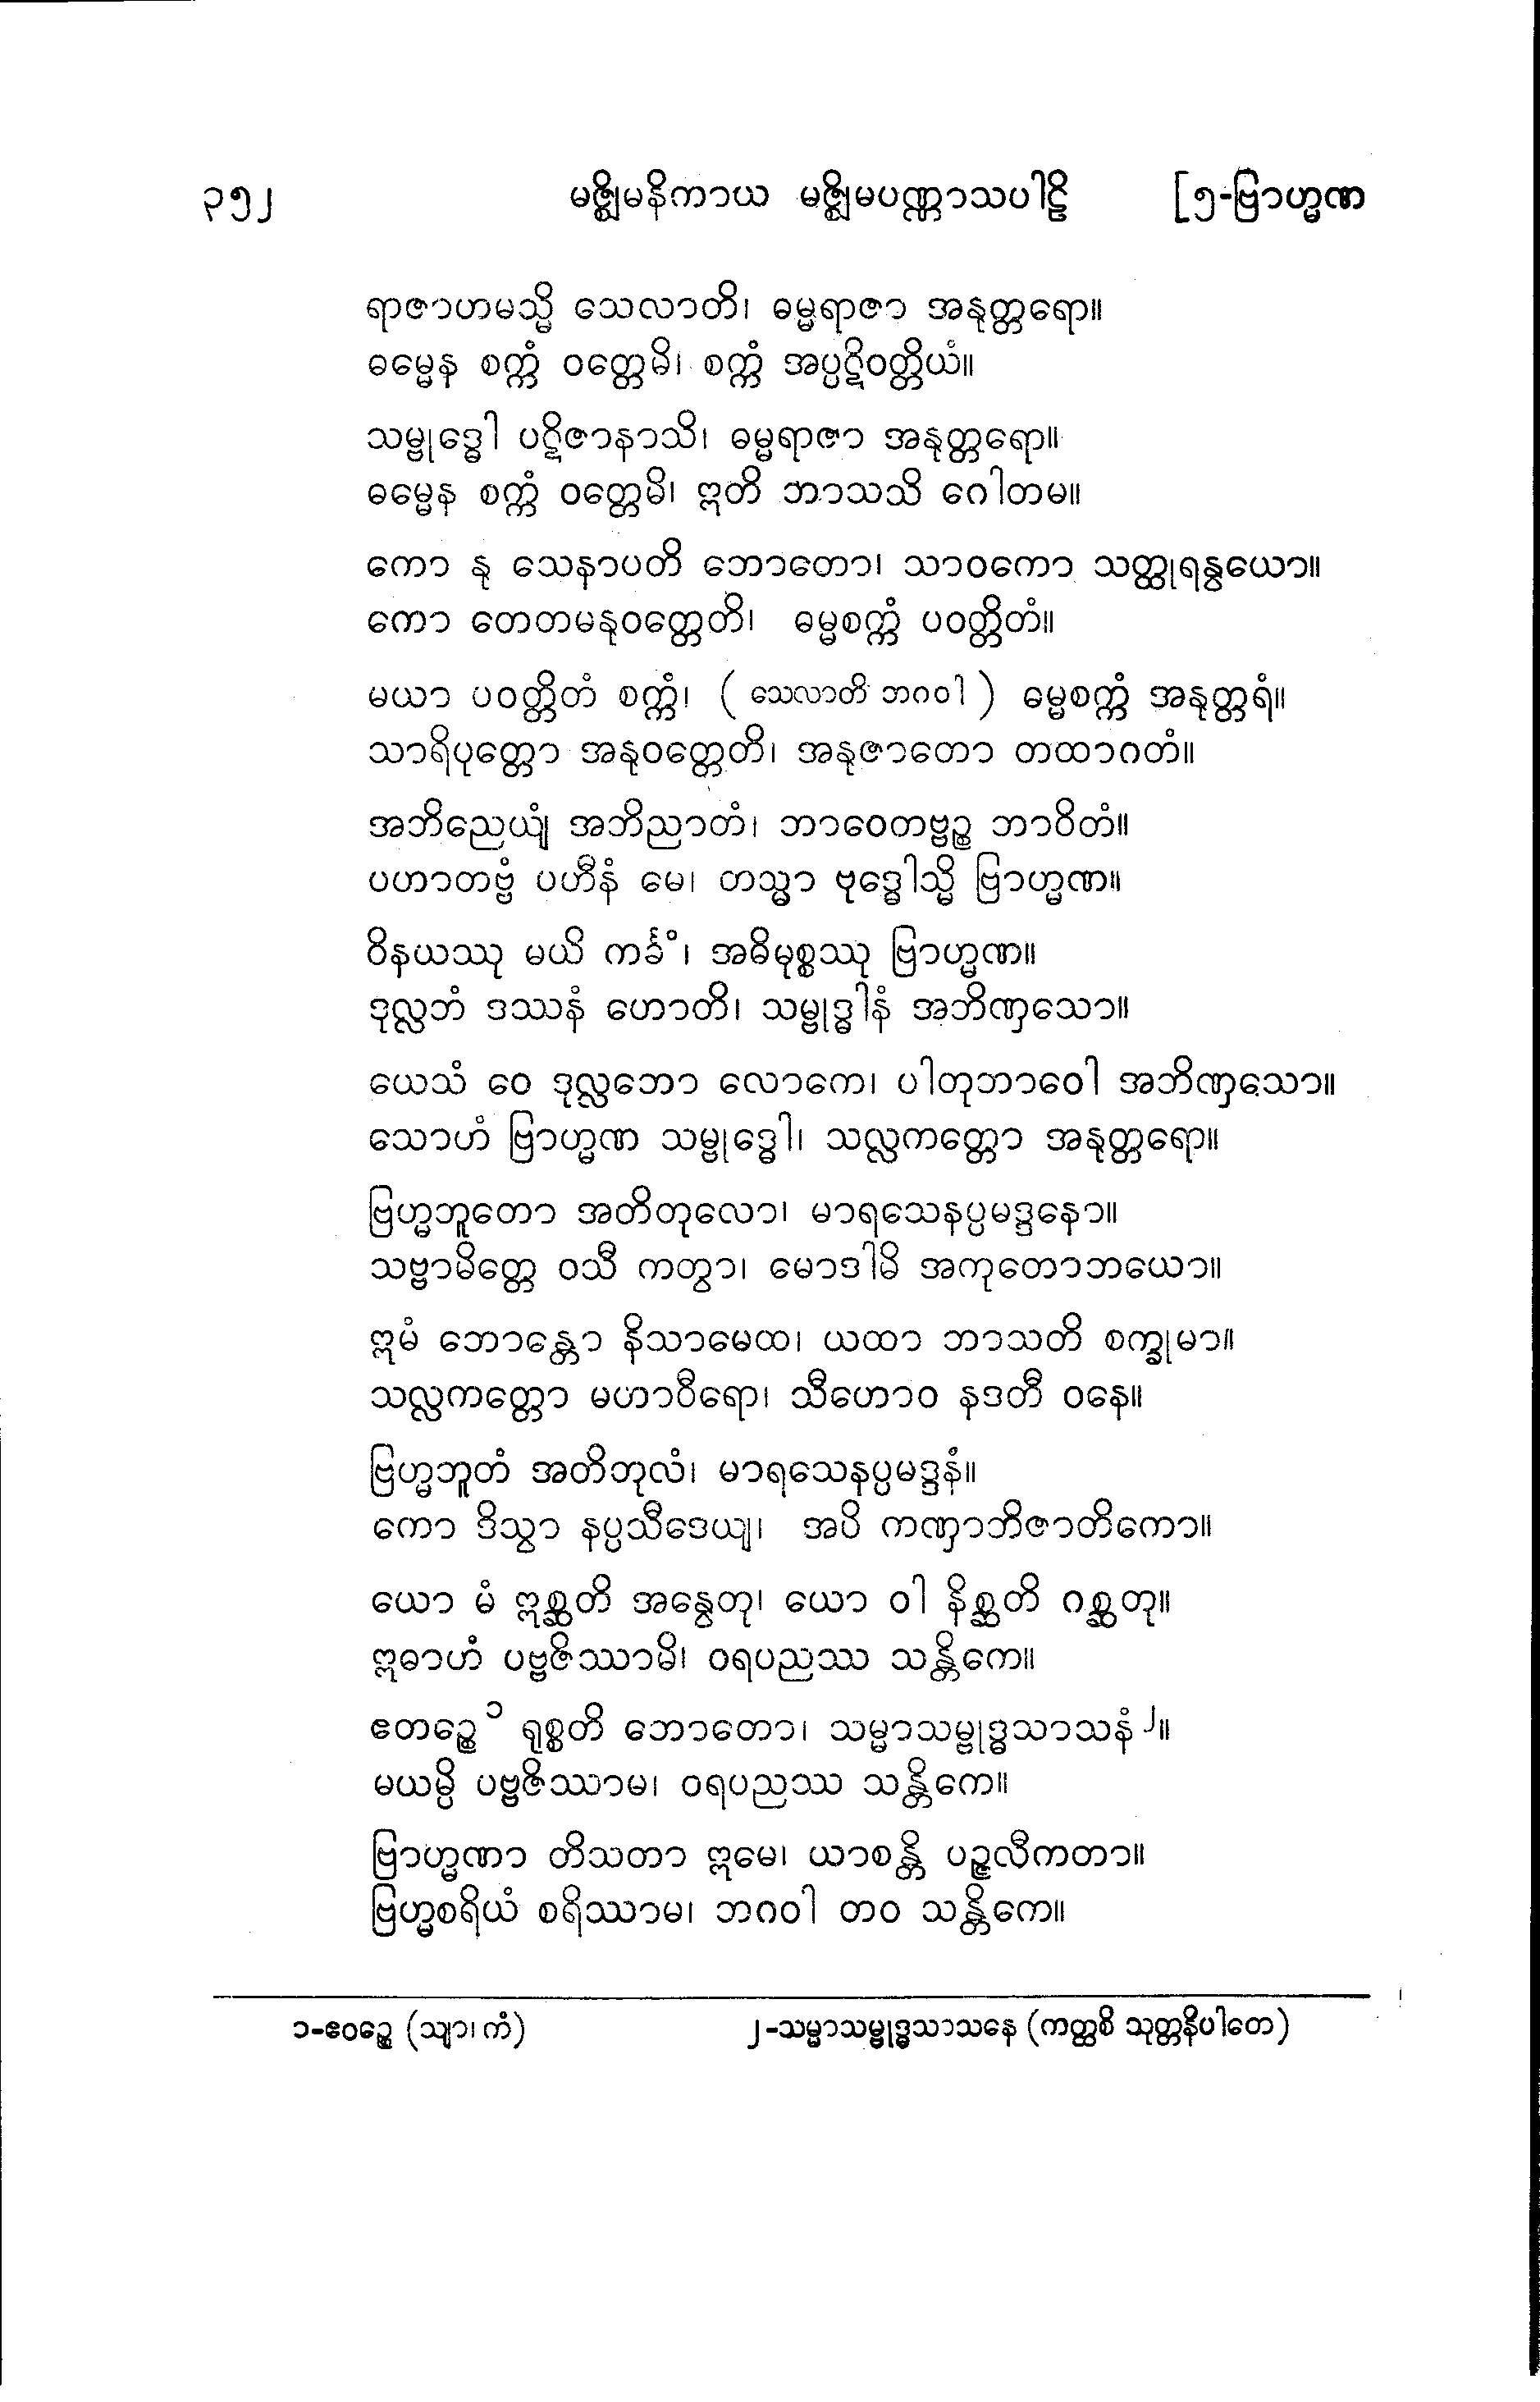 ၃၅၂ မဇ္ဈိမနိကာယ မဇ္ဈိမပဏ္ဏာသပါဠိ [၅-ဗြာဟ္မဏ
ရာဇာဟမသ္မိ သေလာတိ၊ ဓမ္မရာဇာ အနုတ္တရော။
ဓမ္မေန စက္ကံ ဝတ္တေမိ၊ စက္ကံ အပ္ပဋိဝတ္တိယံ။
သမ္ဗုဒ္ဓေါ ပဋိဇာနာသိ၊ ဓမ္မရာဇာ အနုတ္တရော။
ဓမ္မေန စက္ကံ ဝတ္တေမိ၊ ဣတိ ဘာသသိ ဂေါတမ။
ကော နု သေနာပတိ ဘောတော၊ သာဝကော သတ္ထုရန္ဝယော။
ကော တေတမနုဝတ္တေတိ၊ ဓမ္မစက္ကံ ပဝတ္တိတံ။
မယာ ပဝတ္တိတံ စက္ကံ၊ (သေလာတိ ဘဂဝါ) ဓမ္မစက္ကံ အနုတ္တရံ။
သာရိပုတ္တော အနုဝတ္တေတိ၊ အနုဇာတော တထာဂတံ။
အဘိညေယျံ အဘိညာတံ၊ ဘာဝေတဗ္ဗဉ္စ ဘာဝိတံ။
ပဟာတဗ္ဗံ ပဟီနံ မေ၊ တသ္မာ ဗုဒ္ဓေါသ္မိ ဗြာဟ္မဏ။
ဝိနယဿု မယိ ကင်္ခံ၊ အဓိမုစ္စဿု ဗြာဟ္မဏ။
ဒုလ္လဘံ ဒဿနံ ဟောတိ၊ သမ္ဗုဒ္ဓါနံ အဘိဏှသော။
ယေသံ ဝေ ဒုလ္လဘော လောကေ၊ ပါတုဘာဝေါ အဘိဏှသော။
သောဟံ ဗြာဟ္မဏ သမ္ဗုဒ္ဓေါ၊ သလ္လကတ္တော အနုတ္တရော။
ဗြဟ္မဘူတော အတိတုလော၊ မာရသေနပ္ပမဒ္ဒနော။
သဗ္ဗာမိတ္တေ ဝသီ ကတွာ၊ မောဒါမိ အကုတောဘယော။
ဣမံ ဘောန္တော နိသာမေထ၊ ယထာ ဘာသတိ စက္ခုမာ။
သလ္လကတ္တော မဟာဝီရော၊ သီဟောဝ နဒတီ ဝနေ။
ဗြဟ္မဘူတံ အတိတုလံ၊ မာရသေနပ္ပမဒ္ဒနံ။
ကော ဒိသွာ နပ္ပသီဒေယျ၊ အပိ ကဏှာဘိဇာတိကော။
ယော မံ ဣစ္ဆတိ အန္ဝေတု၊ ယော ဝါ နိစ္ဆတိ ဂစ္ဆတု။
ဣဓာဟံ ပဗ္ဗဇိဿာမိ၊ ဝရပညဿ သန္တိကေ။
ဧတဉ္စေ ၁ ရုစ္စတိ ဘောတော၊ သမ္မာသမ္ဗုဒ္ဓသာသနံ ၂။
မယမ္ပိ ပဗ္ဗဇိဿာမ၊ ဝရပညဿ သန္တိကေ။
ဗြာဟ္မဏာ တိသတာ ဣမေ၊ ယာစန္တိ ပဉ္ဇလီကတာ။
ဗြဟ္မစရိယံ စရိဿာမ၊ ဘဂဝါ တဝ သန္တိကေ။
၁-ဧဝဉ္စေ (သျာ၊ ကံ) ၂-သမ္မာသမ္ဗုဒ္ဓသာသနေ (ကတ္ထစိ သုတ္တနိပါတေ)